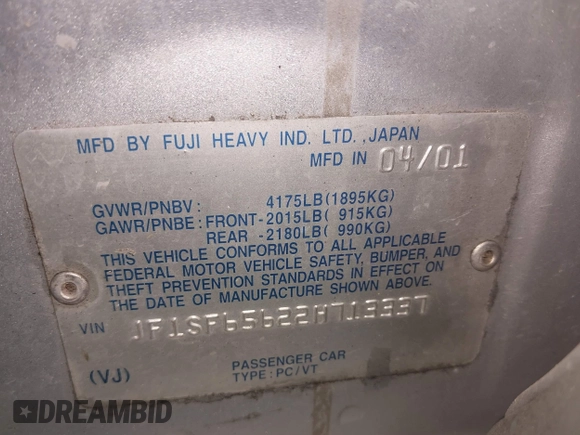 MFD BY FUJI HEAVY IND. LTD., JAPAN
MFD IN 04/01
GVWR/PNBV: 4175LB(1895KG)
GAWR/PNBE: FRONT-2015LB( 915KG)
REAR -2180LB( 990KG)
THIS VEHICLE CONFORMS TO ALL APPLICABLE
FEDERAL MOTOR VEHICLE SAFETY, BUMPER, AND
THEFT PREVENTION STANDARDS IN EFFECT ON
THE DATE OF MANUFACTURE SHOWN ABOVE.
VIN JF1SF65622H713337
(VJ) PASSENGER CAR
TYPE: PC/VT
DREAMBID